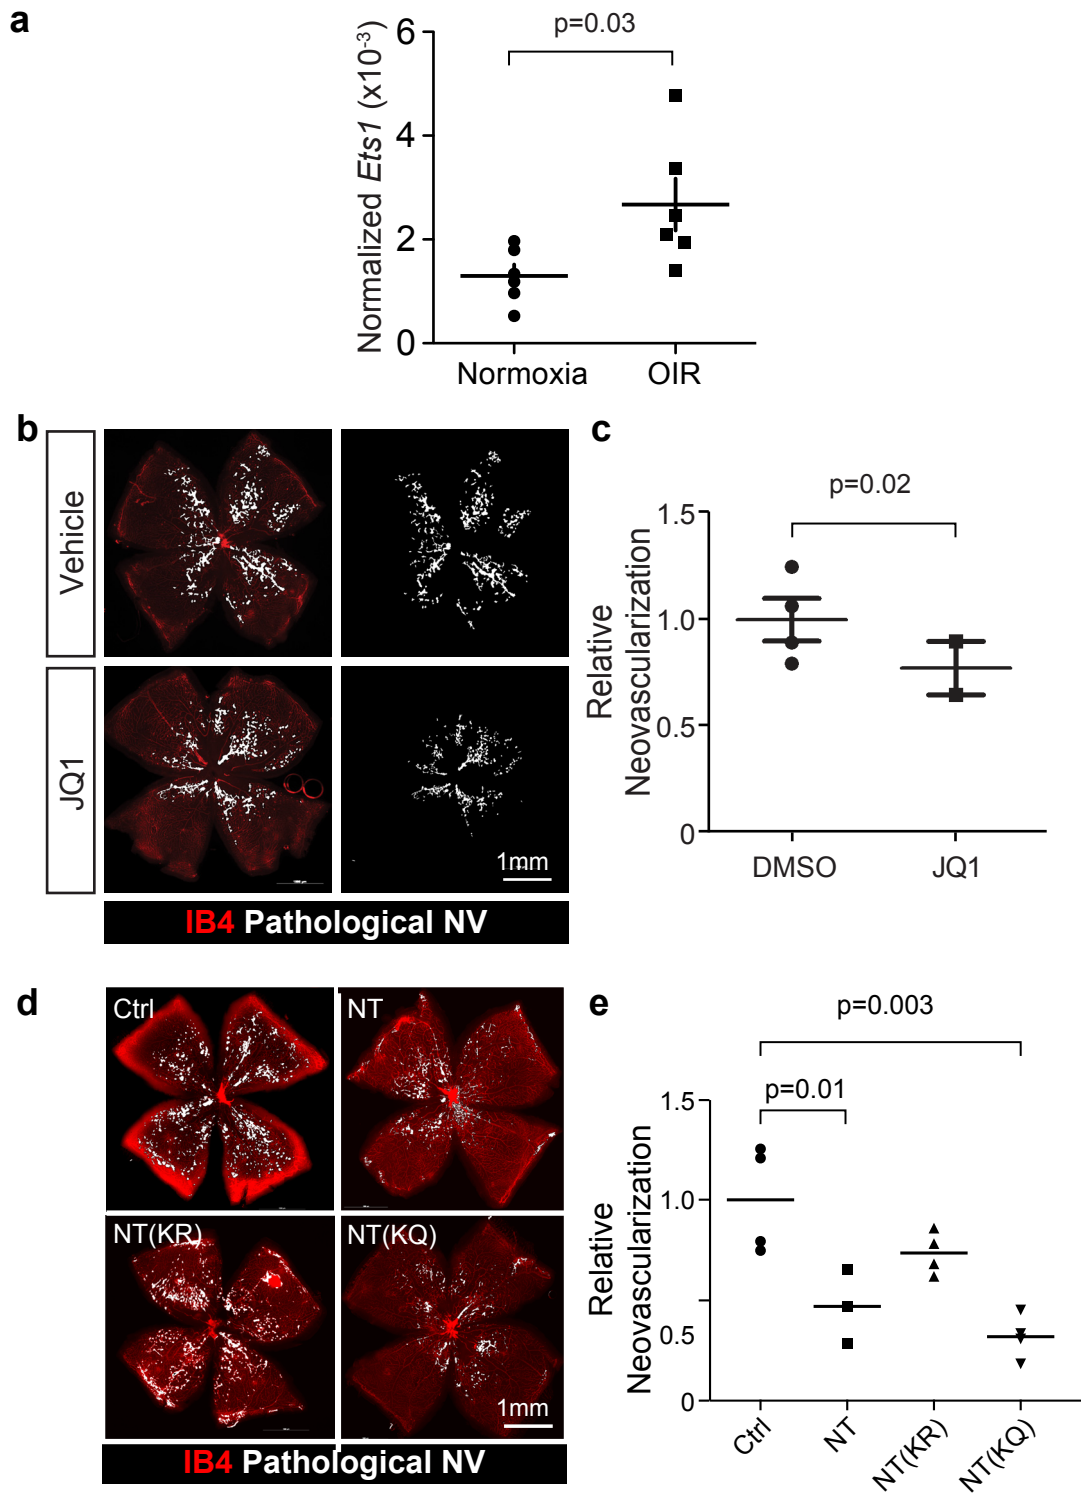 a
p=0.03
Normalized Ets1 (x10-3)
6
4
2
0
Normoxia
OIR
b
Vehicle
JQ1
1mm
IB4 Pathological NV
c
p=0.02
Relative
Neovascularization
1.5
1.0
0.5
0
DMSO
JQ1
d
Ctrl
NT
NT(KR)
NT(KQ)
1mm
IB4 Pathological NV
e
p=0.003
p=0.01
Relative
Neovascularization
1.5
1.0
0.5
0
Ctrl
NT
NT(KR)
NT(KQ)